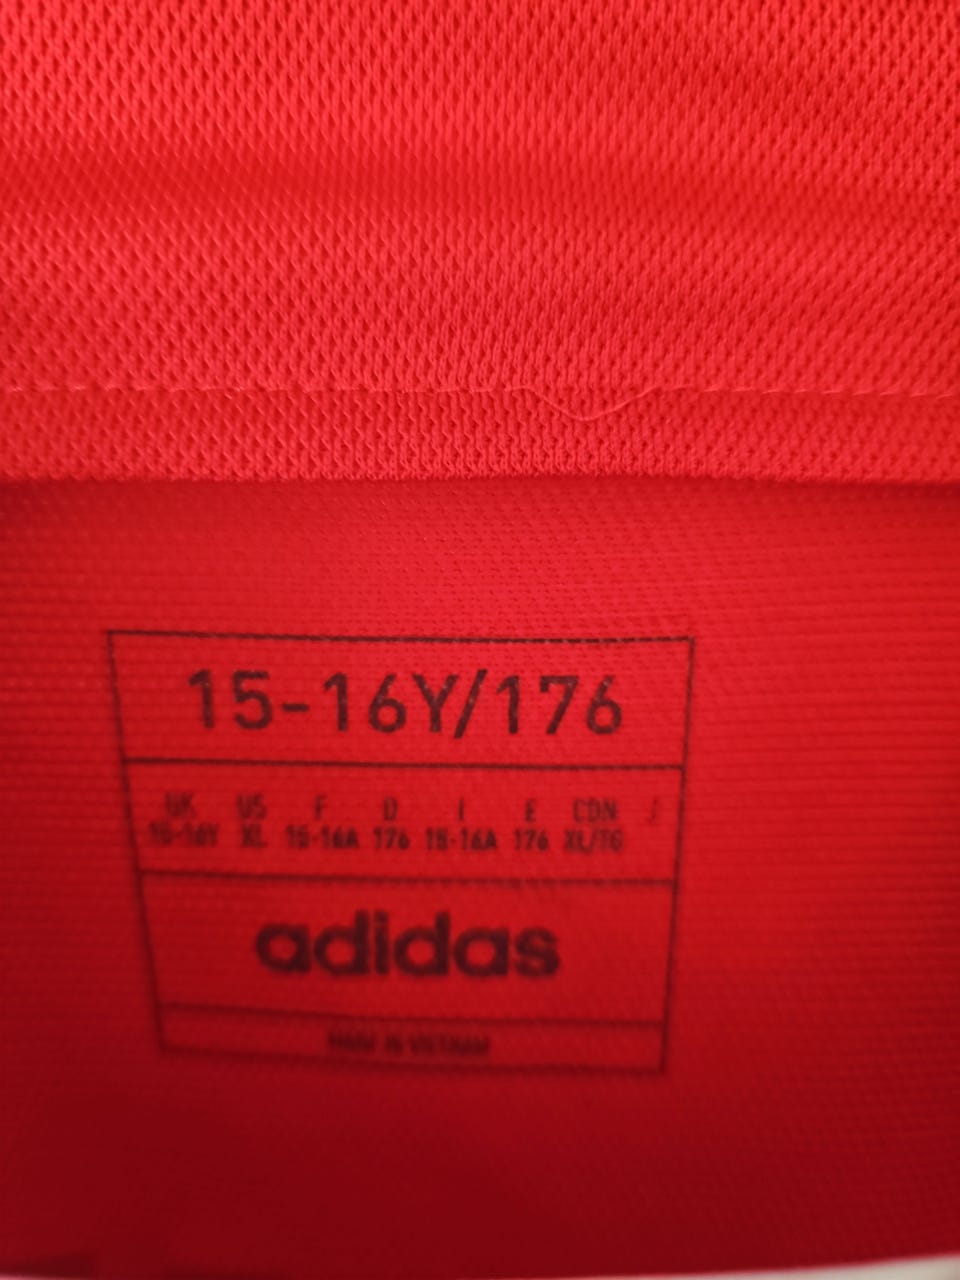 15-16Y/176
UK US F D I E CDN J
15-16Y XL 15-16A 176 15-16A 176 XL/TG
adidas
MADE IN VIETNAM